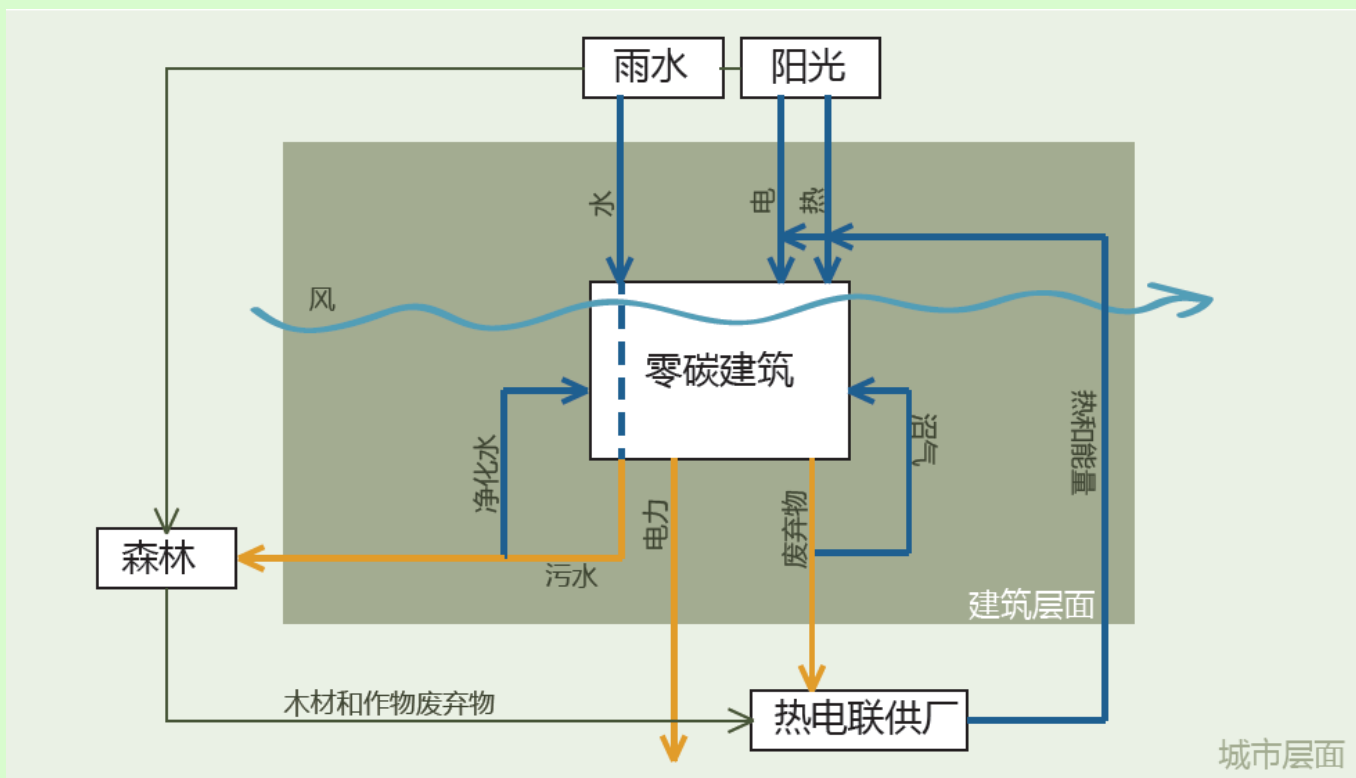 雨水
阳光
水
电
热
风
零碳建筑
净化水
沼气
热和能量
电力
废弃物
森林
污水
建筑层面
木材和作物废弃物
热电联供厂
城市层面